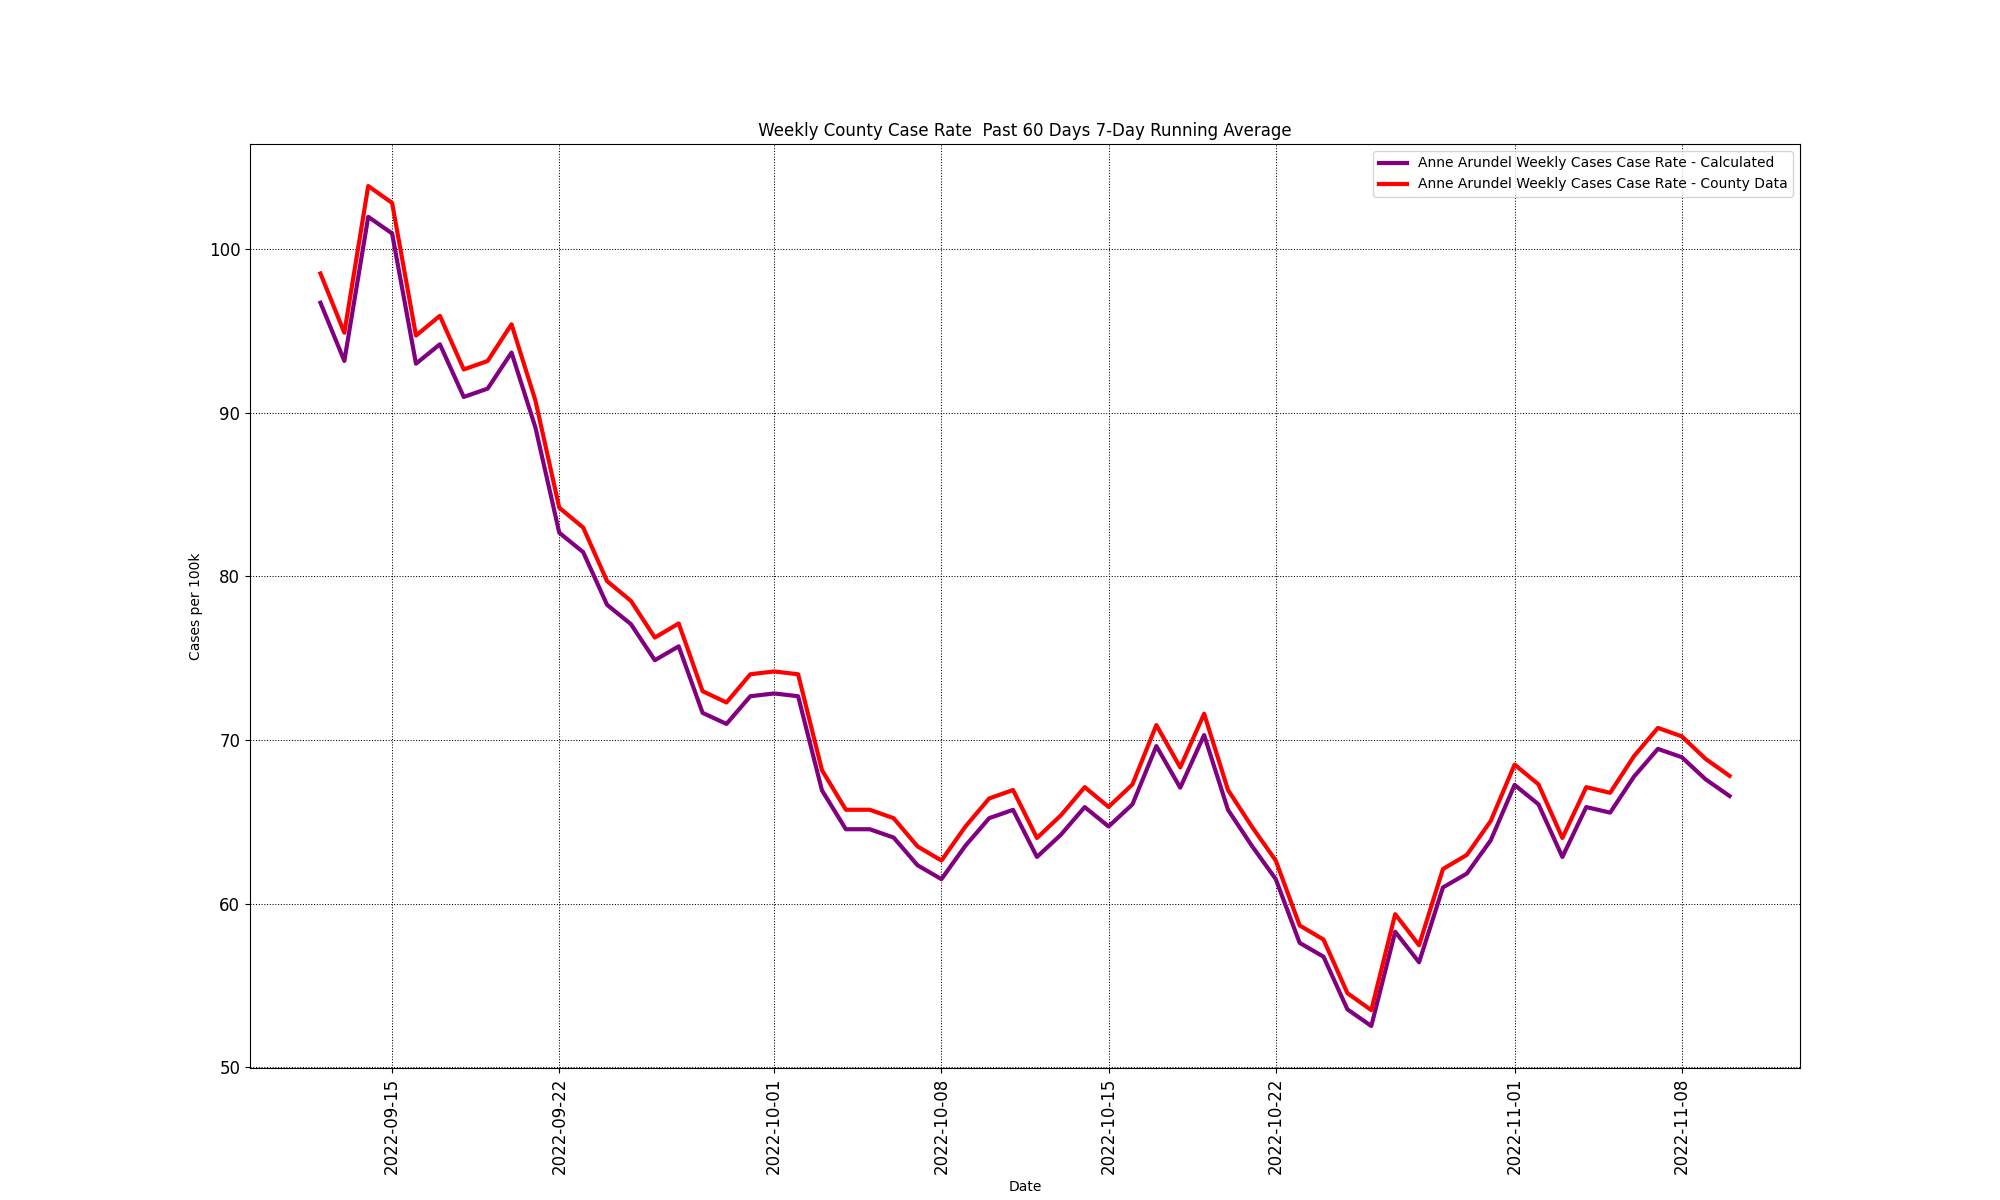 Weekly County Case Rate  Past 60 Days 7-Day Running Average
Anne Arundel Weekly Cases Case Rate - Calculated
Anne Arundel Weekly Cases Case Rate - County Data
Cases per 100k
100
90
80
70
60
50
2022-09-15
2022-09-22
2022-10-01
2022-10-08
2022-10-15
2022-10-22
2022-11-01
2022-11-08
Date